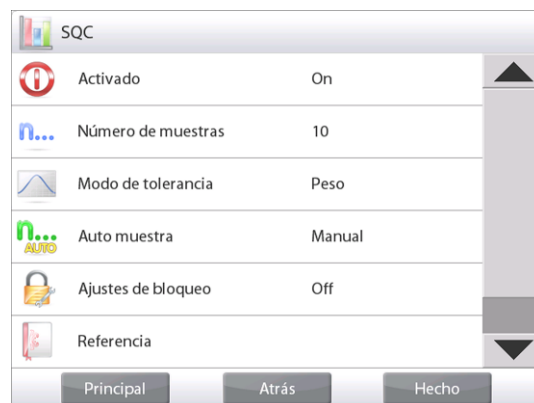 SQC
Activado On
n... Número de muestras 10
Modo de tolerancia Peso
n... AUTO Auto muestra Manual
Ajustes de bloqueo Off
Referencia
Principal Atrás Hecho